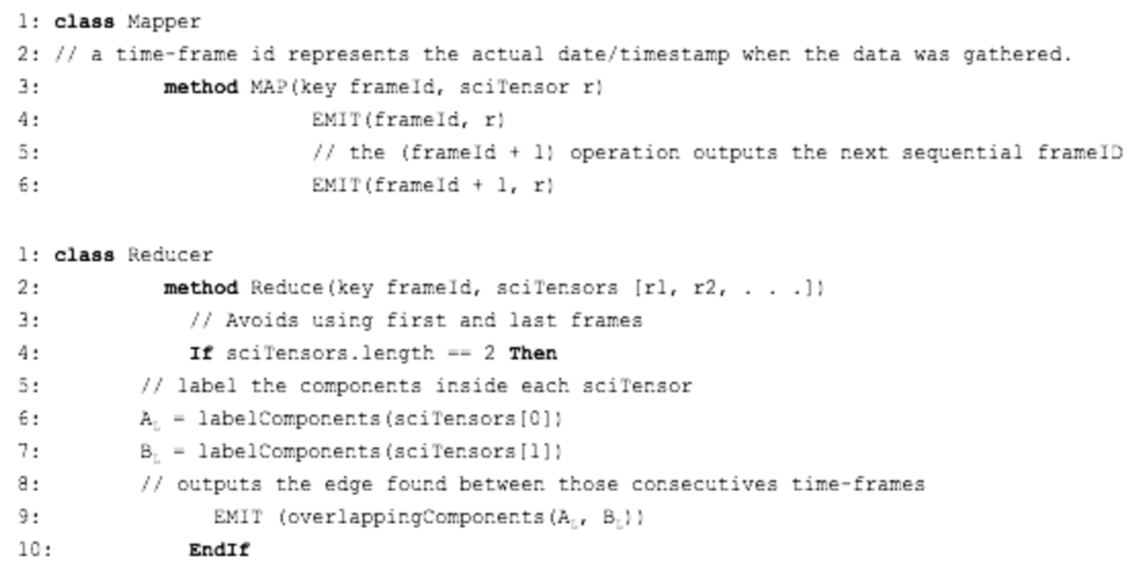 1: class Mapper
2: // a time-frame id represents the actual date/timestamp when the data was gathered.
3: method MAP(key frameId, sciTensor r)
4: EMIT(frameId, r)
5: // the (frameId + 1) operation outputs the next sequential frameID
6: EMIT(frameId + 1, r)
1: class Reducer
2: method Reduce(key frameId, sciTensors [r1, r2, . . .])
3: // Avoids using first and last frames
4: If sciTensors.length == 2 Then
5: // label the components inside each sciTensor
6: A_L = labelComponents(sciTensors[0])
7: B_L = labelComponents(sciTensors[1])
8: // outputs the edge found between those consecutives time-frames
9: EMIT (overlappingComponents(A_L, B_L))
10: EndIf